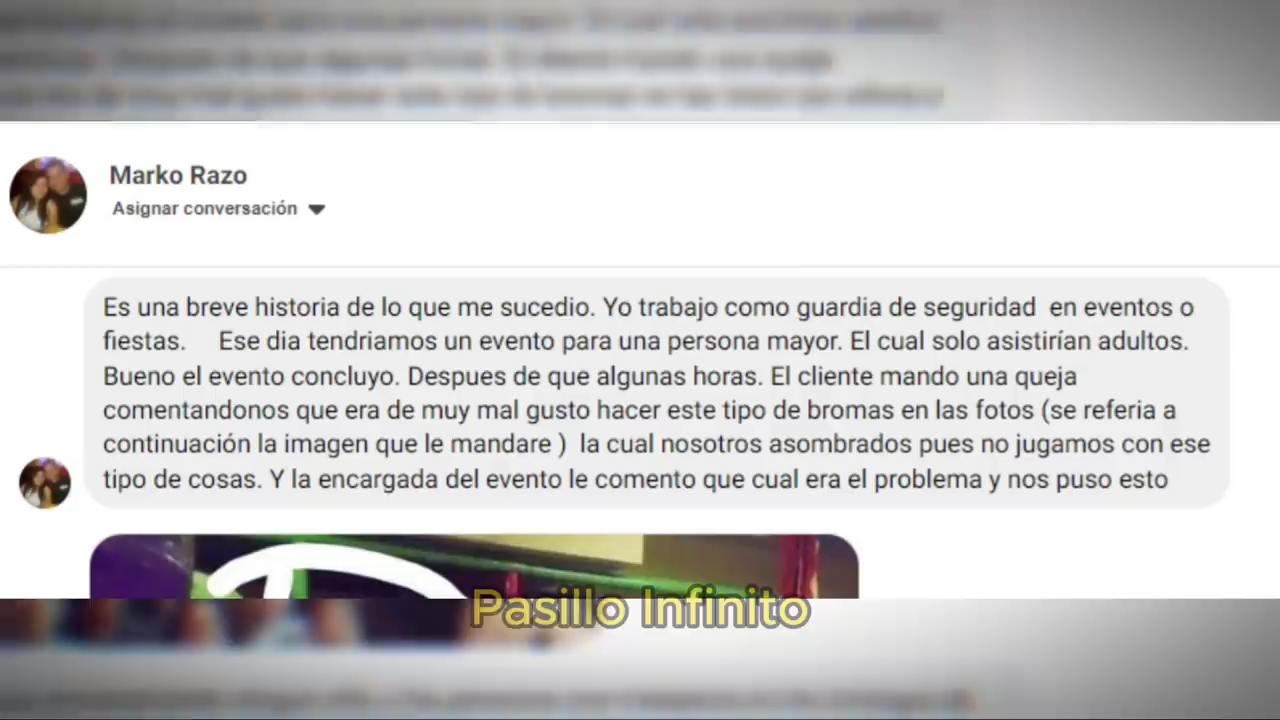 Marko Razo
Asignar conversación
Es una breve historia de lo que me sucedio. Yo trabajo como guardia de seguridad  en eventos o
fiestas.     Ese dia tendriamos un evento para una persona mayor. El cual solo asistirían adultos.
Bueno el evento concluyo. Despues de que algunas horas. El cliente mando una queja
comentandonos que era de muy mal gusto hacer este tipo de bromas en las fotos (se referia a
continuación la imagen que le mandare )  la cual nosotros asombrados pues no jugamos con ese
tipo de cosas. Y la encargada del evento le comento que cual era el problema y nos puso esto
Pasillo Infinito